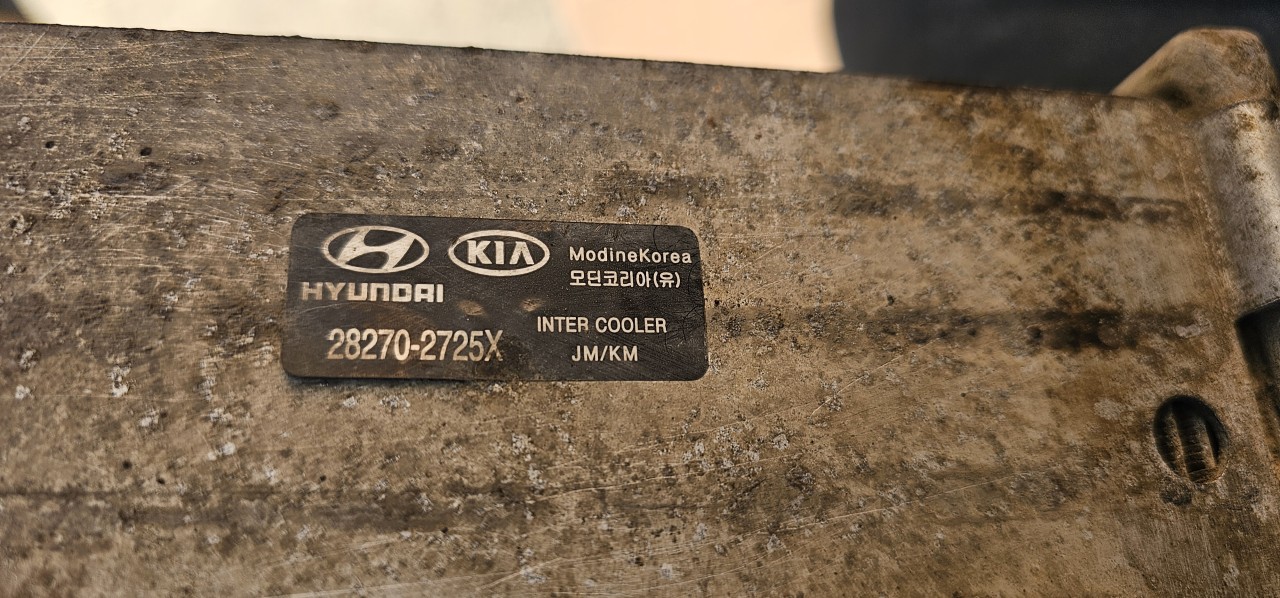 KIA
HYUNDAI
ModineKorea
모딘코리아(유)
28270-2725X
INTER COOLER
JM/KM